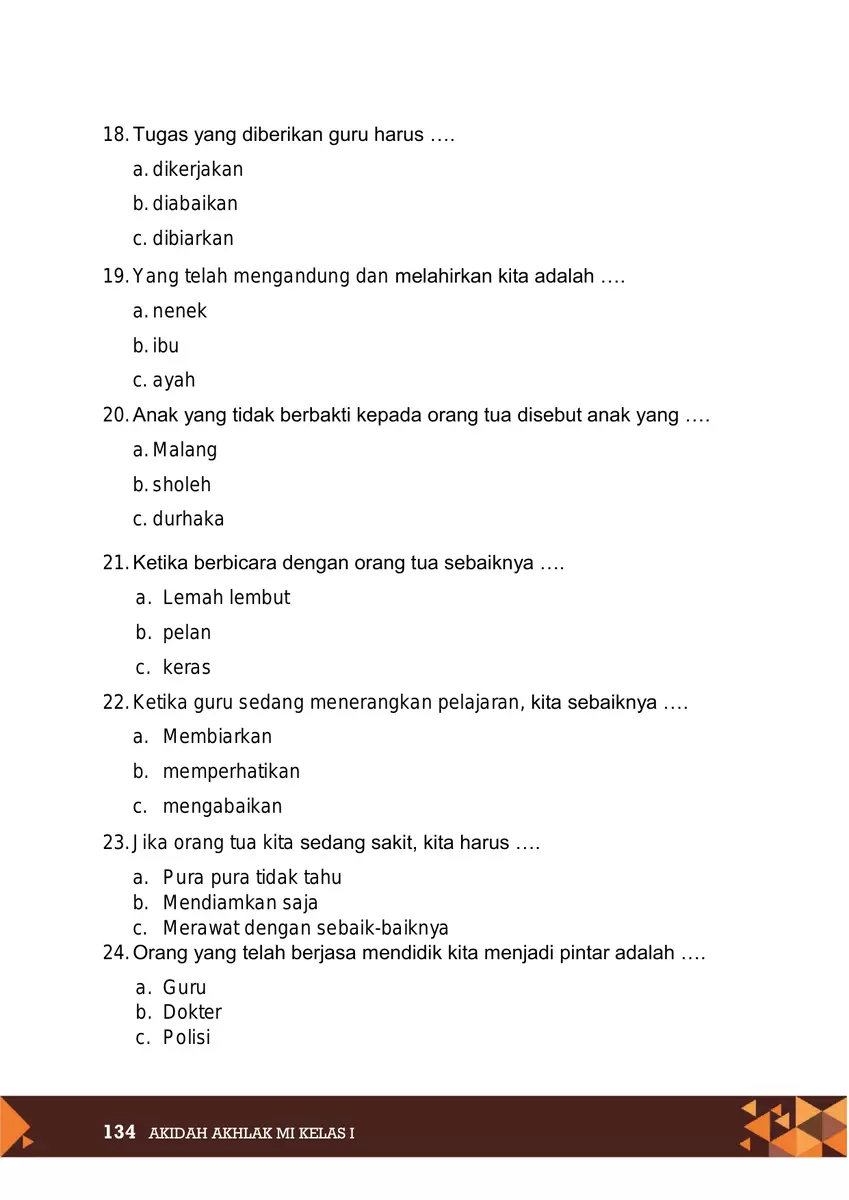 18. Tugas yang diberikan guru harus ….
a. dikerjakan
b. diabaikan
c. dibiarkan
19. Yang telah mengandung dan melahirkan kita adalah ….
a. nenek
b. ibu
c. ayah
20. Anak yang tidak berbakti kepada orang tua disebut anak yang ….
a. Malang
b. sholeh
c. durhaka
21. Ketika berbicara dengan orang tua sebaiknya ….
a. Lemah lembut
b. pelan
c. keras
22. Ketika guru sedang menerangkan pelajaran, kita sebaiknya ….
a. Membiarkan
b. memperhatikan
c. mengabaikan
23. Jika orang tua kita sedang sakit, kita harus ….
a. Pura pura tidak tahu
b. Mendiamkan saja
c. Merawat dengan sebaik-baiknya
24. Orang yang telah berjasa mendidik kita menjadi pintar adalah ….
a. Guru
b. Dokter
c. Polisi
134 AKIDAH AKHLAK MI KELAS I